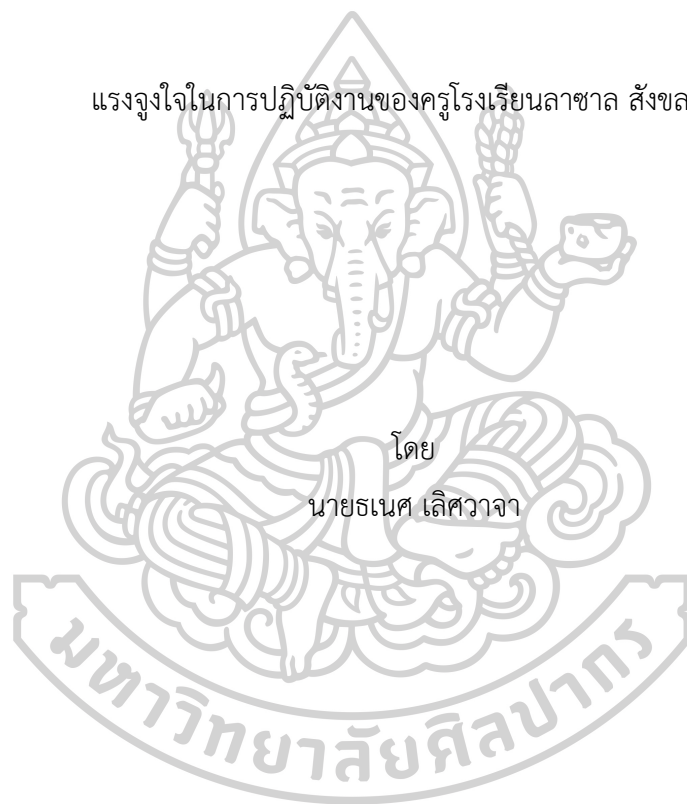 แรงจูงใจในการปฏิบัติงานของครูโรงเรียนลาซาล สังขล
โดย
นายธเนศ เลิศวาจา
มหาวิทยาลัยศิลปากร